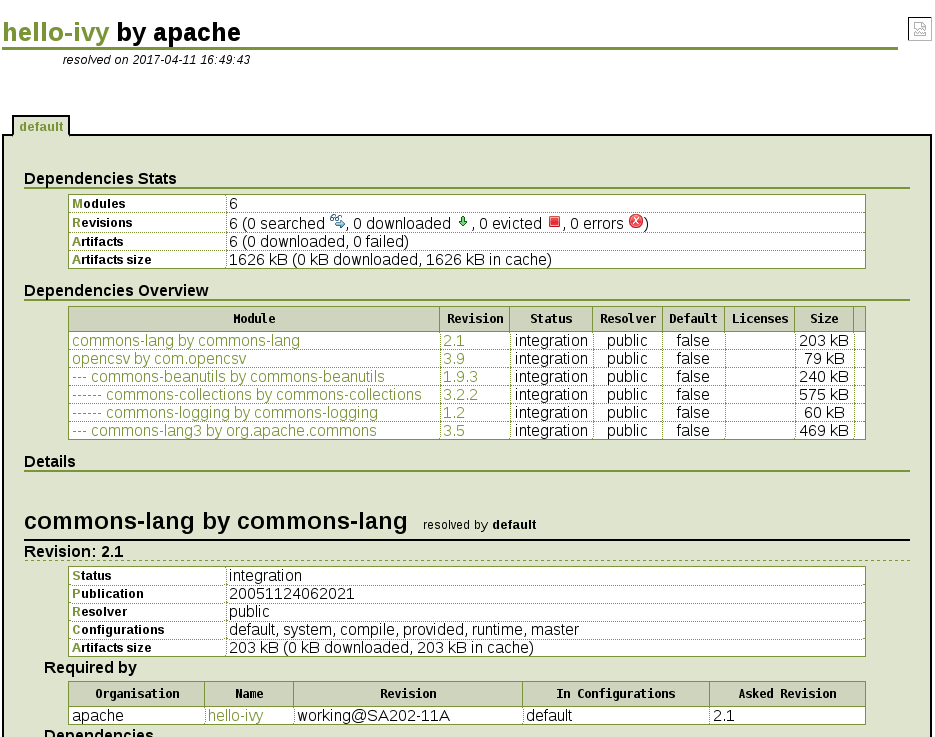 hello-ivy by apache
resolved on 2017-04-11 16:49:43
default
Dependencies Stats
Modules 6
Revisions 6 (0 searched , 0 downloaded , 0 evicted , 0 errors )
Artifacts 6 (0 downloaded, 0 failed)
Artifacts size 1626 kB (0 kB downloaded, 1626 kB in cache)
Dependencies Overview
Module Revision Status Resolver Default Licenses Size
commons-lang by commons-lang 2.1 integration public false 203 kB
opencsv by com.opencsv 3.9 integration public false 79 kB
--- commons-beanutils by commons-beanutils 1.9.3 integration public false 240 kB
------ commons-collections by commons-collections 3.2.2 integration public false 575 kB
------ commons-logging by commons-logging 1.2 integration public false 60 kB
--- commons-lang3 by org.apache.commons 3.5 integration public false 469 kB
Details
commons-lang by commons-lang resolved by default
Revision: 2.1
Status integration
Publication 20051124062021
Resolver public
Configurations default, system, compile, provided, runtime, master
Artifacts size 203 kB (0 kB downloaded, 203 kB in cache)
Required by
Organisation Name Revision In Configurations Asked Revision
apache hello-ivy working@SA202-11A default 2.1
Dependencies